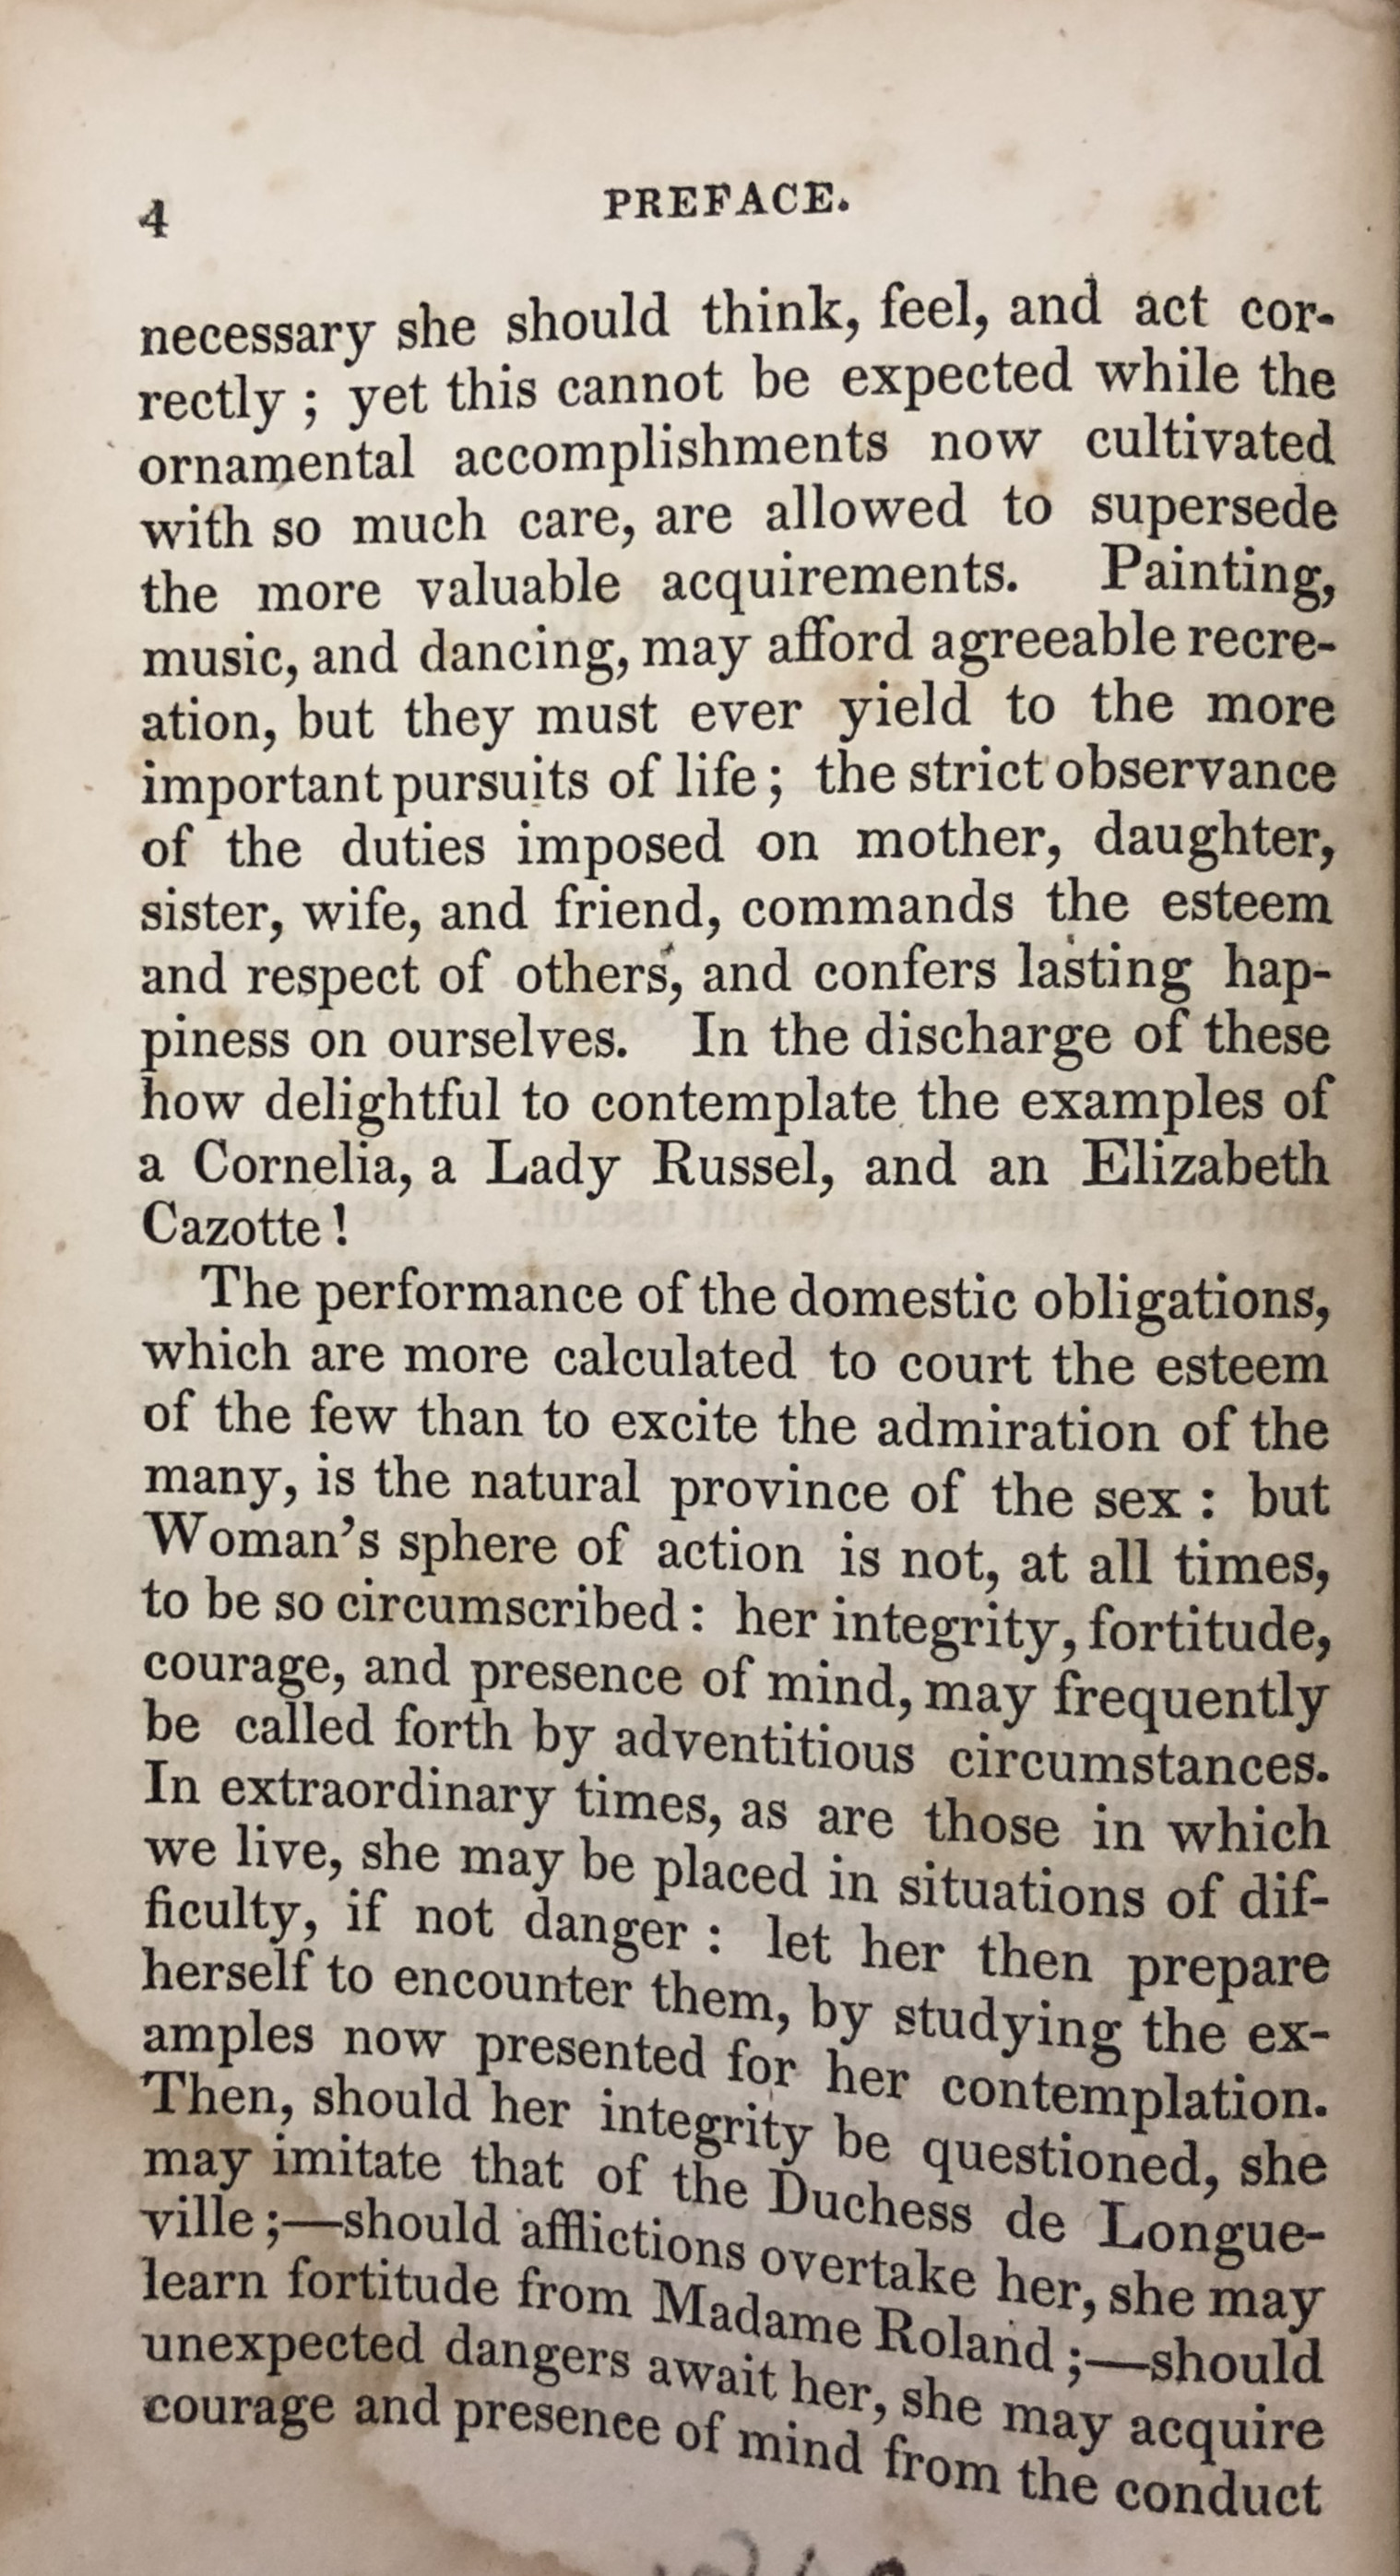 4 PREFACE.
necessary she should think, feel, and act cor-
rectly ; yet this cannot be expected while the
ornamental accomplishments now cultivated
with so much care, are allowed to supersede
the more valuable acquirements. Painting,
music, and dancing, may afford agreeable recre-
ation, but they must ever yield to the more
important pursuits of life ; the strict observance
of the duties imposed on mother, daughter,
sister, wife, and friend, commands the esteem
and respect of others, and confers lasting hap-
piness on ourselves. In the discharge of these
how delightful to contemplate the examples of
a Cornelia, a Lady Russel, and an Elizabeth
Cazotte !
The performance of the domestic obligations,
which are more calculated to court the esteem
of the few than to excite the admiration of the
many, is the natural province of the sex : but
Woman's sphere of action is not, at all times,
to be so circumscribed : her integrity, fortitude,
courage, and presence of mind, may frequently
be called forth by adventitious circumstances.
In extraordinary times, as are those in which
we live, she may be placed in situations of dif-
ficulty, if not danger : let her then prepare
herself to encounter them, by studying the ex-
amples now presented for her contemplation.
Then, should her integrity be questioned, she
may imitate that of the Duchess de Longue-
ville ;—should afflictions overtake her, she may
learn fortitude from Madame Roland ;—should
unexpected dangers await her, she may acquire
courage and presence of mind from the conduct